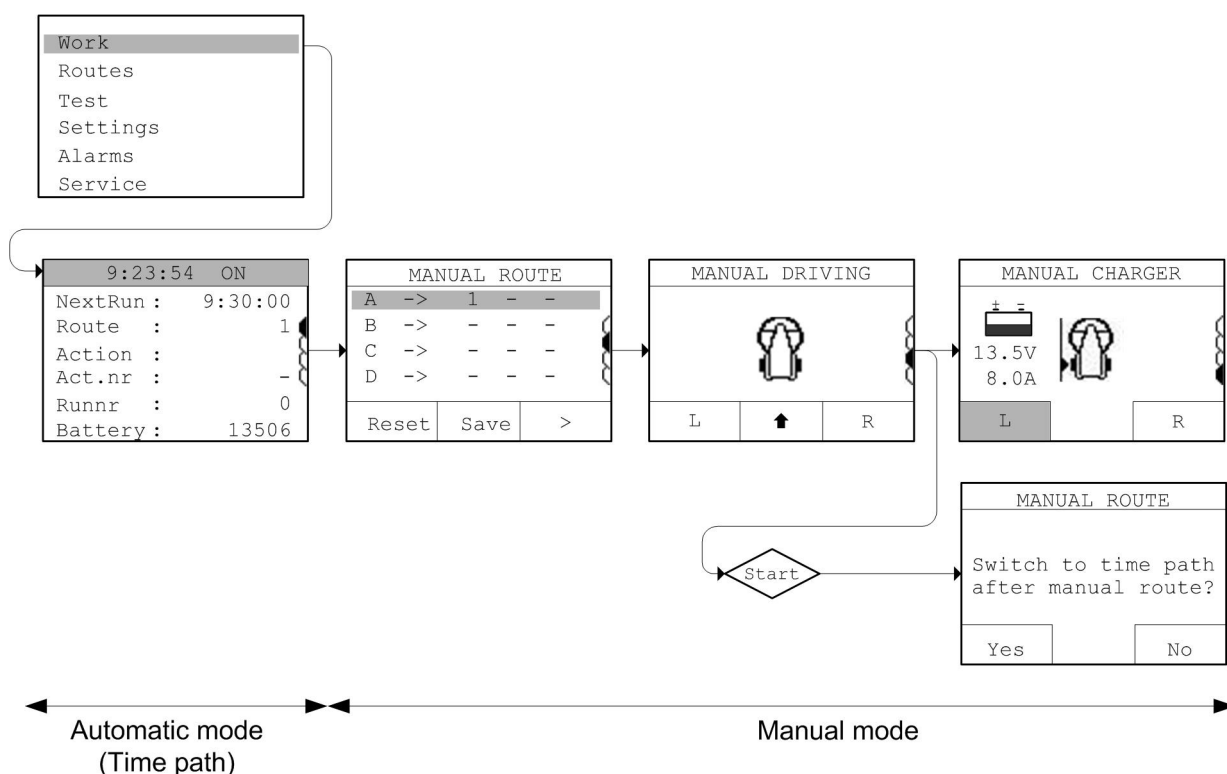 Work
Routes
Test
Settings
Alarms
Service
9:23:54 ON
NextRun : 9:30:00
Route : 1
Action :
Act.nr : -
Runnr : 0
Battery : 13506
MANUAL ROUTE
A -> 1 - -
B -> - - -
C -> - - -
D -> - - -
Reset Save >
MANUAL DRIVING
L R
MANUAL CHARGER
+ =
13.5V
8.0A
L R
Start
MANUAL ROUTE
Switch to time path
after manual route?
Yes No
Automatic mode
(Time path)
Manual mode